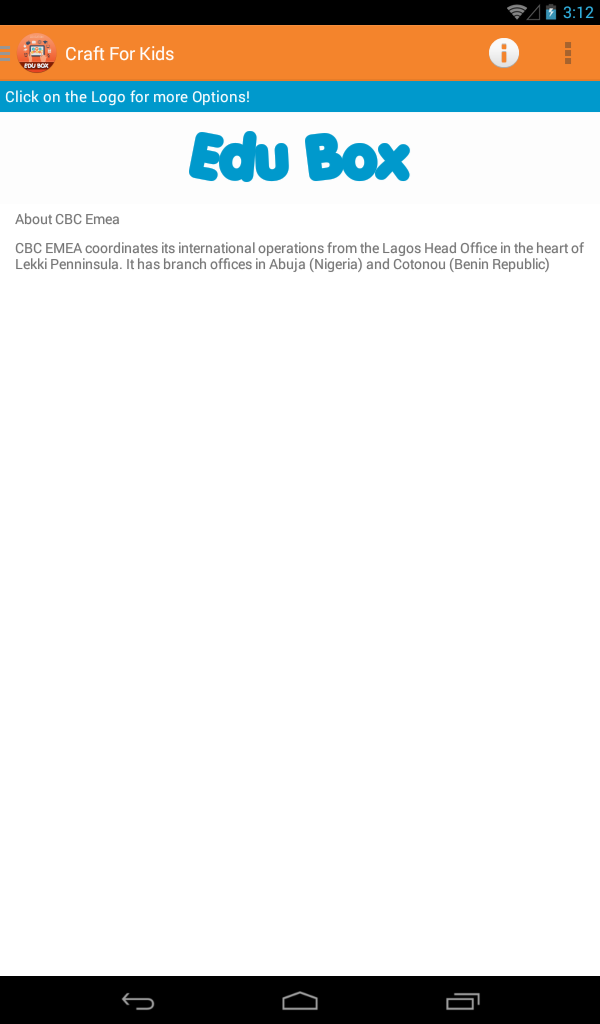 3:12
EDU BOX
Craft For Kids
Click on the Logo for more Options!
Edu Box
About CBC Emea
CBC EMEA coordinates its international operations from the Lagos Head Office in the heart of
Lekki Penninsula. It has branch offices in Abuja (Nigeria) and Cotonou (Benin Republic)